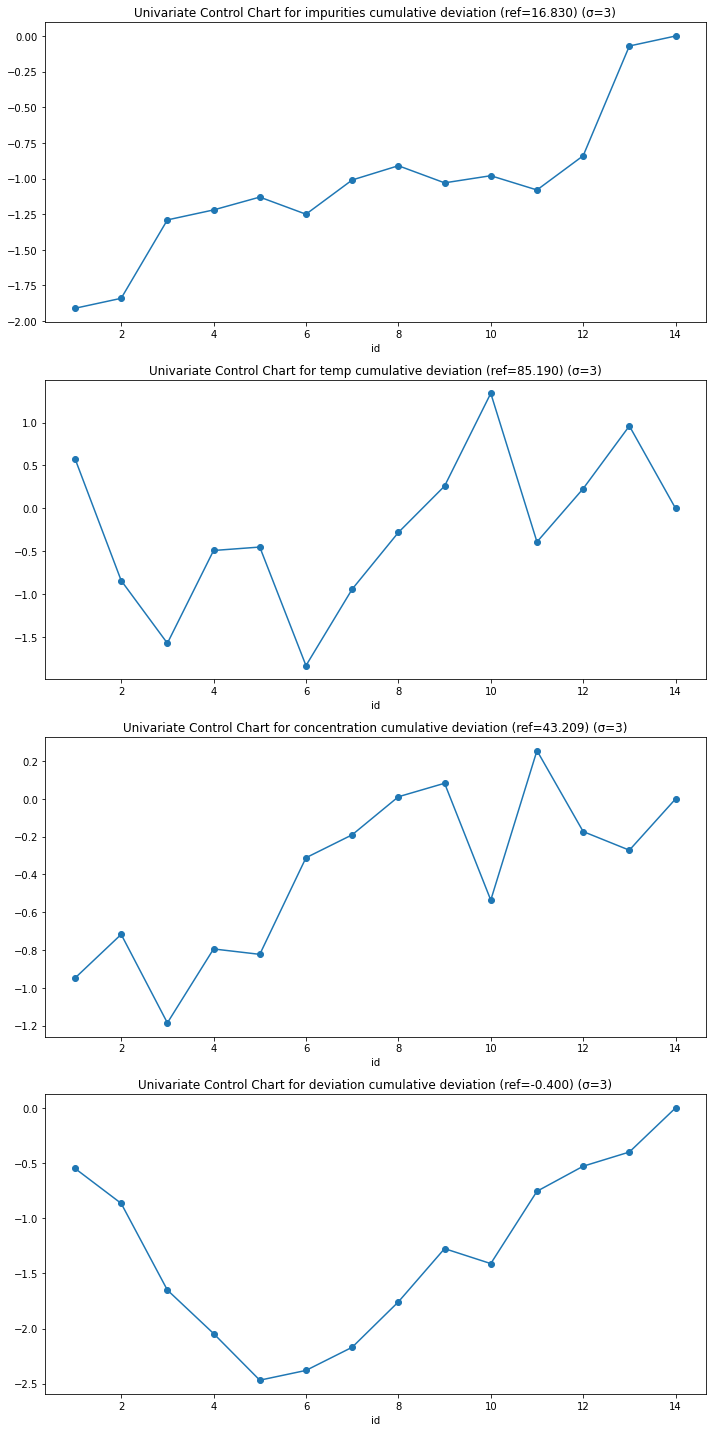 Univariate Control Chart for impurities cumulative deviation (ref=16.830) (σ=3)
0.00
−0.25
−0.50
−0.75
−1.00
−1.25
−1.50
−1.75
−2.00
2 4 6 8 10 12 14
id
Univariate Control Chart for temp cumulative deviation (ref=85.190) (σ=3)
1.0
0.5
0.0
−0.5
−1.0
−1.5
2 4 6 8 10 12 14
id
Univariate Control Chart for concentration cumulative deviation (ref=43.209) (σ=3)
0.2
0.0
−0.2
−0.4
−0.6
−0.8
−1.0
−1.2
2 4 6 8 10 12 14
id
Univariate Control Chart for deviation cumulative deviation (ref=-0.400) (σ=3)
0.0
−0.5
−1.0
−1.5
−2.0
−2.5
2 4 6 8 10 12 14
id